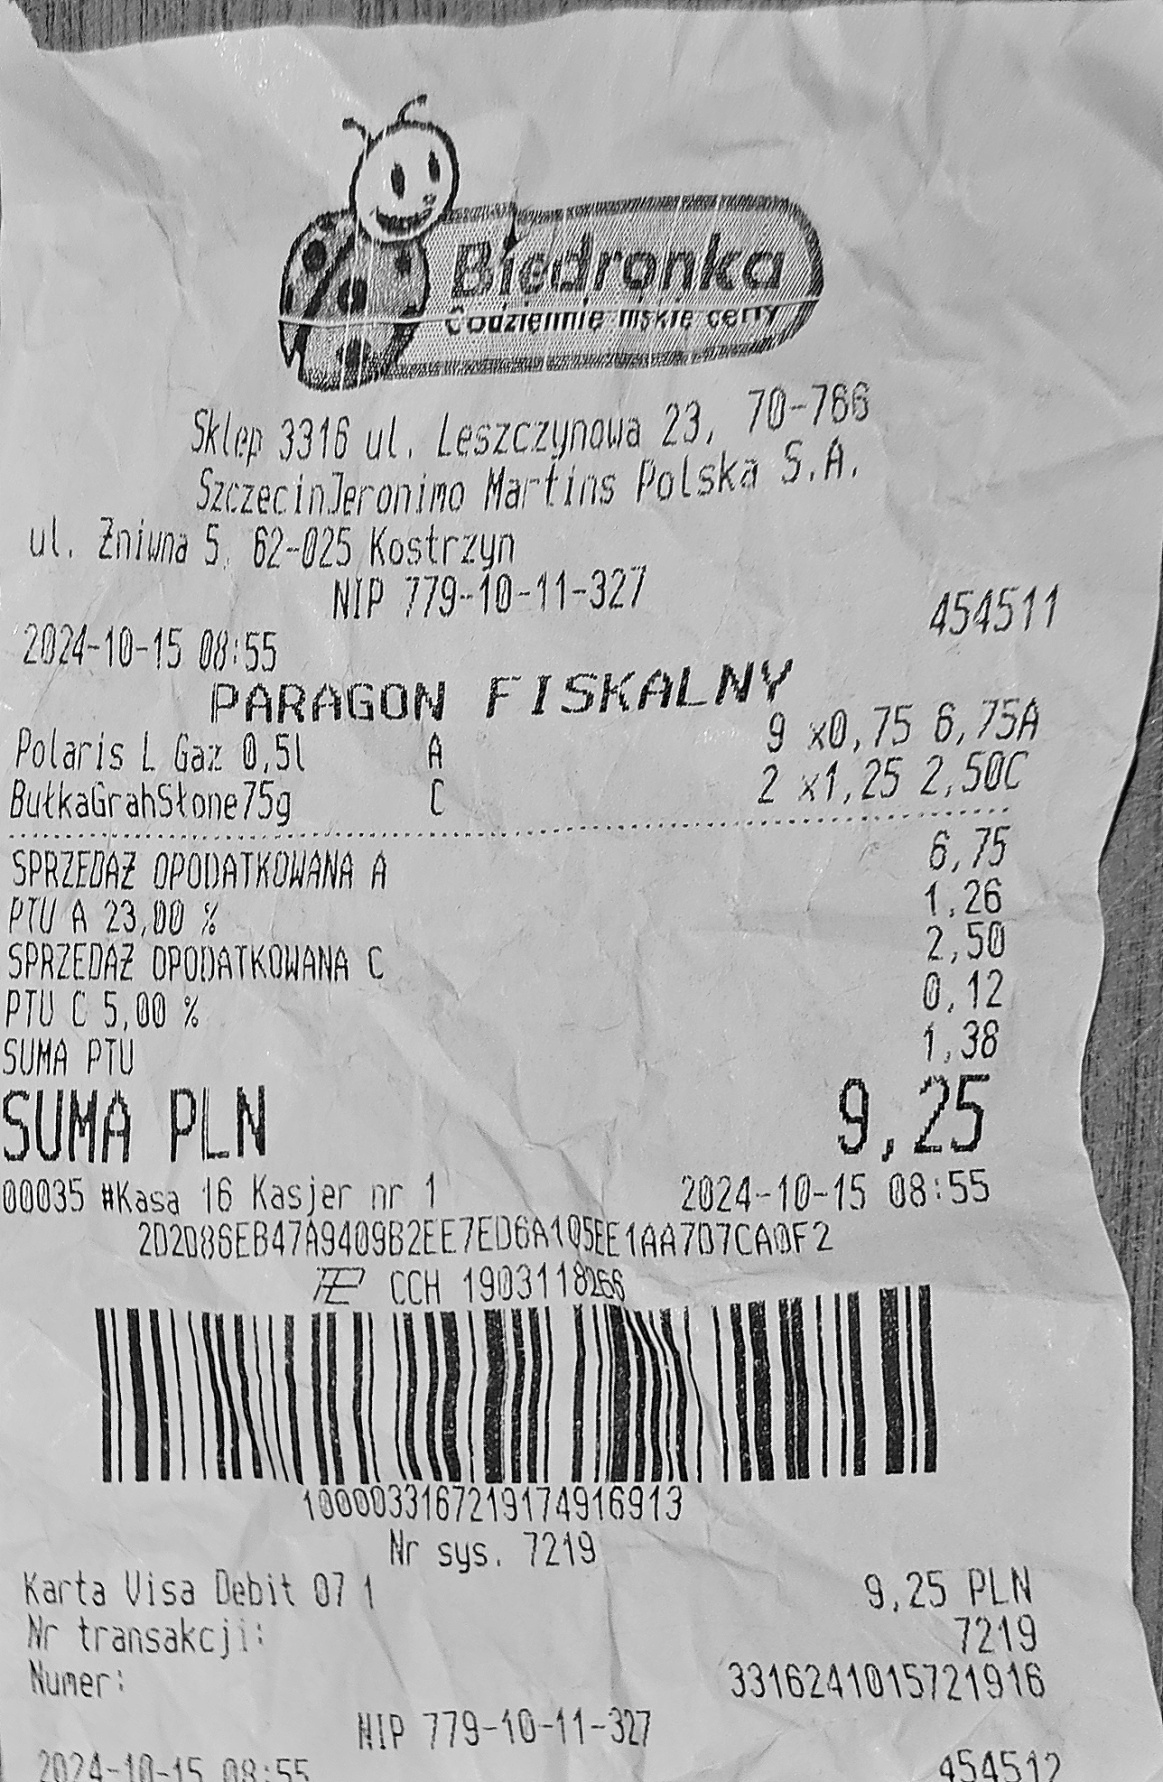 Biedronka
Codziennie niskie ceny
Sklep 3316 ul. Leszczynowa 23, 70-766
SzczecinJeronimo Martins Polska S.A.
ul. Żniwna 5, 62-025 Kostrzyn
NIP 779-10-11-327
2024-10-15 08:55 454511
PARAGON FISKALNY
Polaris L Gaz 0,5l A 9 x0,75 6,75A
BułkaGrahSłone75g C 2 x1,25 2,50C
SPRZEDAŻ OPODATKOWANA A 6,75
PTU A 23,00 % 1,26
SPRZEDAŻ OPODATKOWANA C 2,50
PTU C 5,00 % 0,12
SUMA PTU 1,38
SUMA PLN 9,25
00035 #Kasa 16 Kasjer nr 1 2024-10-15 08:55
2D2D86EB47A9409B2EE7ED6A105EE1AA7D7CA0F2
CCH 1903118266
1000033167219174916913
Nr sys. 7219
Karta Visa Debit 07 1 9,25 PLN
Nr transakcji: 7219
Numer: 3316241015721916
NIP 779-10-11-327
2024-10-15 08:55 454512